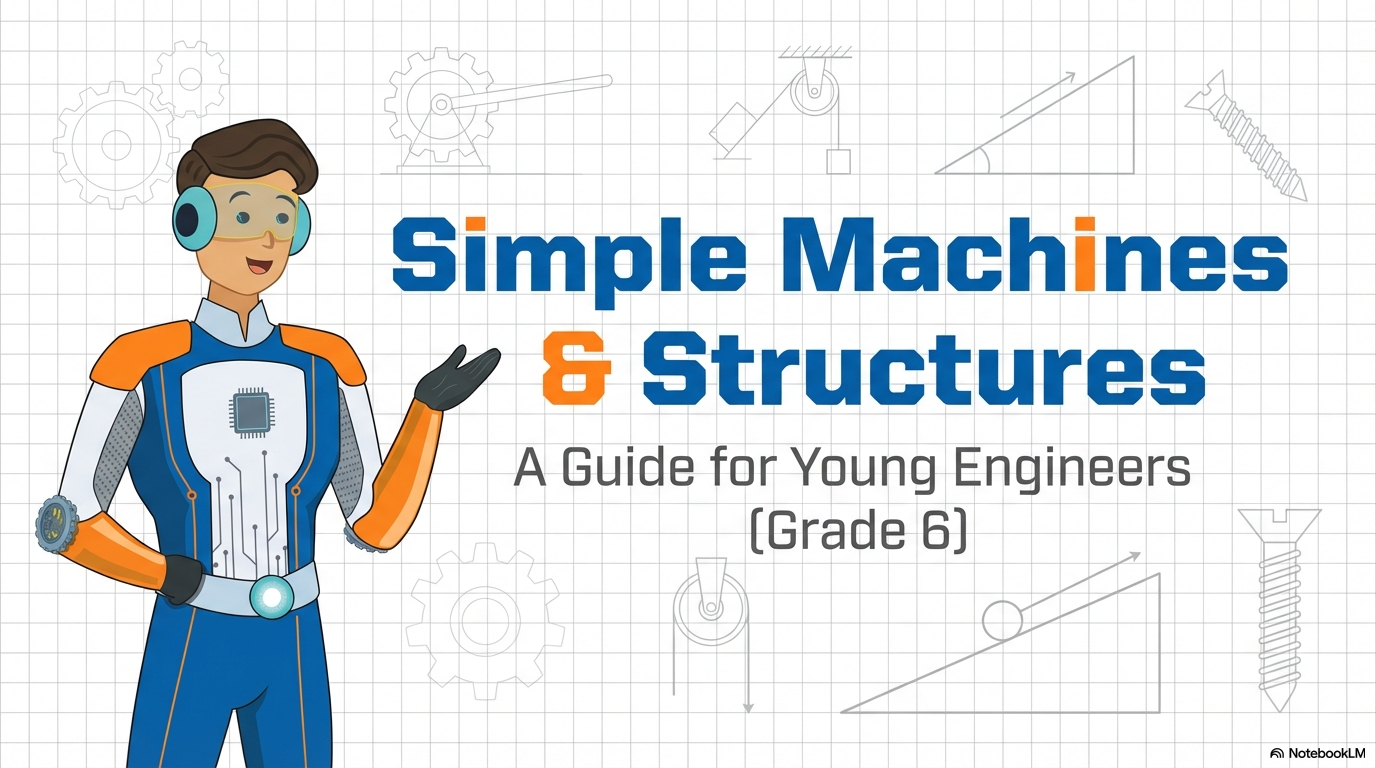 Simple Machines
& Structures
A Guide for Young Engineers
(Grade 6)
NotebookLM